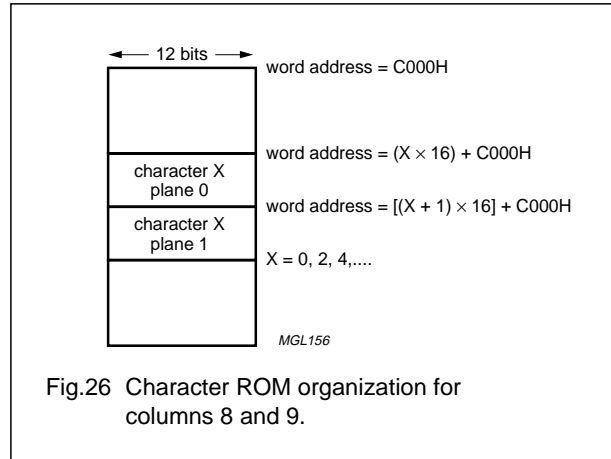 12 bits
word address = C000H
word address = (X × 16) + C000H
character X
plane 0
word address = [(X + 1) × 16] + C000H
character X
plane 1
X = 0, 2, 4,....
MGL156
Fig.26 Character ROM organization for
columns 8 and 9.